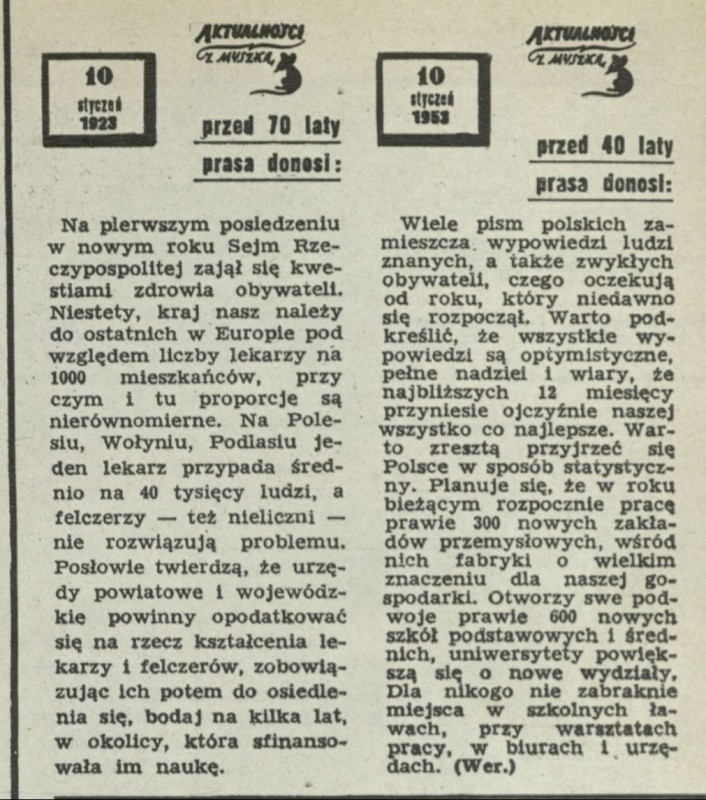 AKTUALNOŚCI
Z MYSZKĄ
10
styczeń
1923
przed 70 laty
prasa donosi:
Na pierwszym posiedzeniu
w nowym roku Sejm Rze-
czypospolitej zajął się kwe-
stiami zdrowia obywateli.
Niestety, kraj nasz należy
do ostatnich w Europie pod
względem liczby lekarzy na
1000 mieszkańców, przy
czym i tu proporcje są
nierównomierne. Na Pole-
siu, Wołyniu, Podlasiu je-
den lekarz przypada śred-
nio na 40 tysięcy ludzi, a
felczerzy — też nieliczni —
nie rozwiązują problemu.
Posłowie twierdzą, że urzę-
dy powiatowe i wojewódz-
kie powinny opodatkować
się na rzecz kształcenia le-
karzy i felczerów, zobowią-
zując ich potem do osiedle-
nia się, bodaj na kilka lat,
w okolicy, która sfinanso-
wała im naukę.
AKTUALNOŚCI
Z MYSZKĄ
10
styczeń
1953
przed 40 laty
prasa donosi:
Wiele pism polskich za-
mieszcza wypowiedzi ludzi
znanych, a także zwykłych
obywateli, czego oczekują
od roku, który niedawno
się rozpoczął. Warto pod-
kreślić, że wszystkie wy-
powiedzi są optymistyczne,
pełne nadziei i wiary, że
najbliższych 12 miesięcy
przyniesie ojczyźnie naszej
wszystko co najlepsze. War-
to zresztą przyjrzeć się
Polsce w sposób statystycz-
ny. Planuje się, że w roku
bieżącym rozpocznie pracę
prawie 300 nowych zakła-
dów przemysłowych, wśród
nich fabryki o wielkim
znaczeniu dla naszej go-
spodarki. Otworzy swe pod-
woje prawie 600 nowych
szkół podstawowych i śred-
nich, uniwersytety powięk-
szą się o nowe wydziały.
Dla nikogo nie zabraknie
miejsca w szkolnych ła-
wach, przy warsztatach
pracy, w biurach i urzę-
dach. (Wer.)